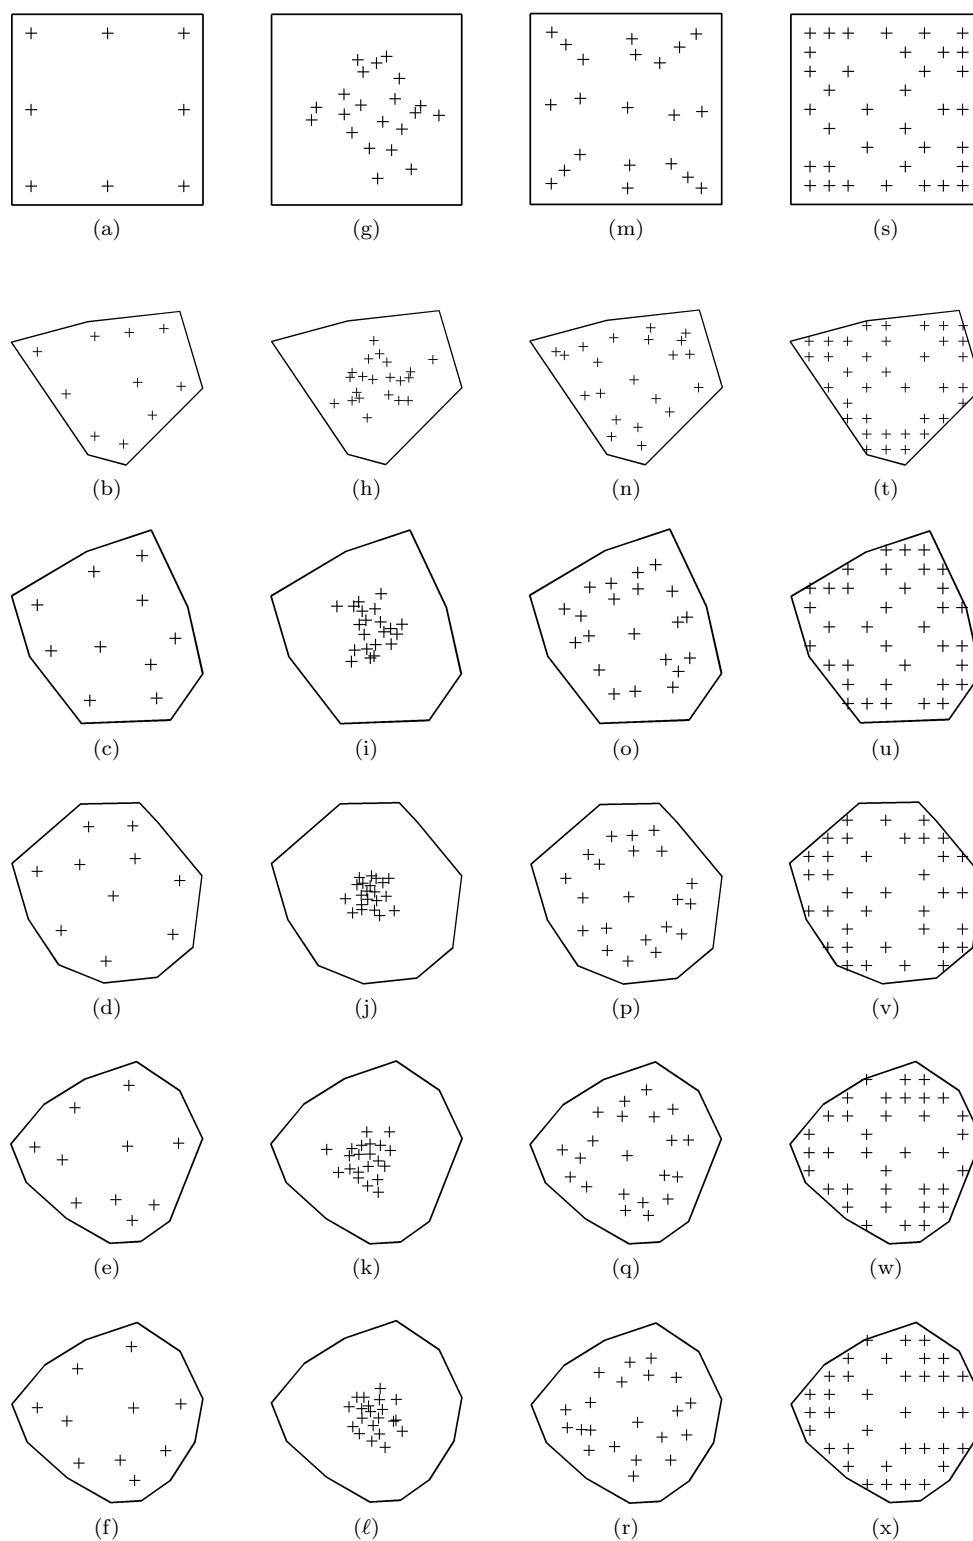 (a) (g) (m) (s)
(b) (h) (n) (t)
(c) (i) (o) (u)
(d) (j) (p) (v)
(e) (k) (q) (w)
(f) (ℓ) (r) (x)